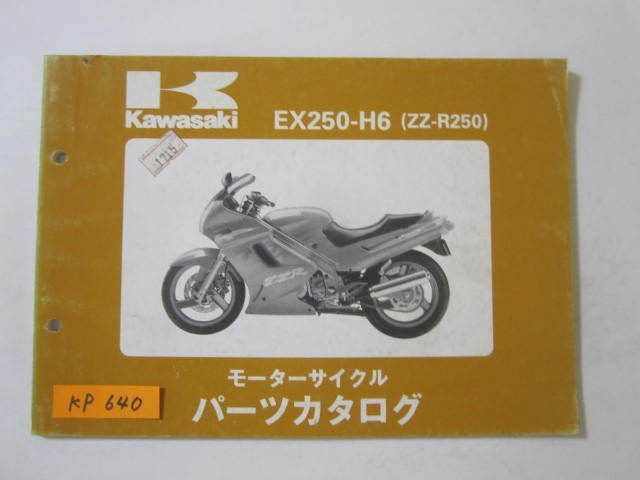 Kawasaki
EX250-H6 (ZZ-R250)
ZZR
モーターサイクル
パーツカタログ
KP 640